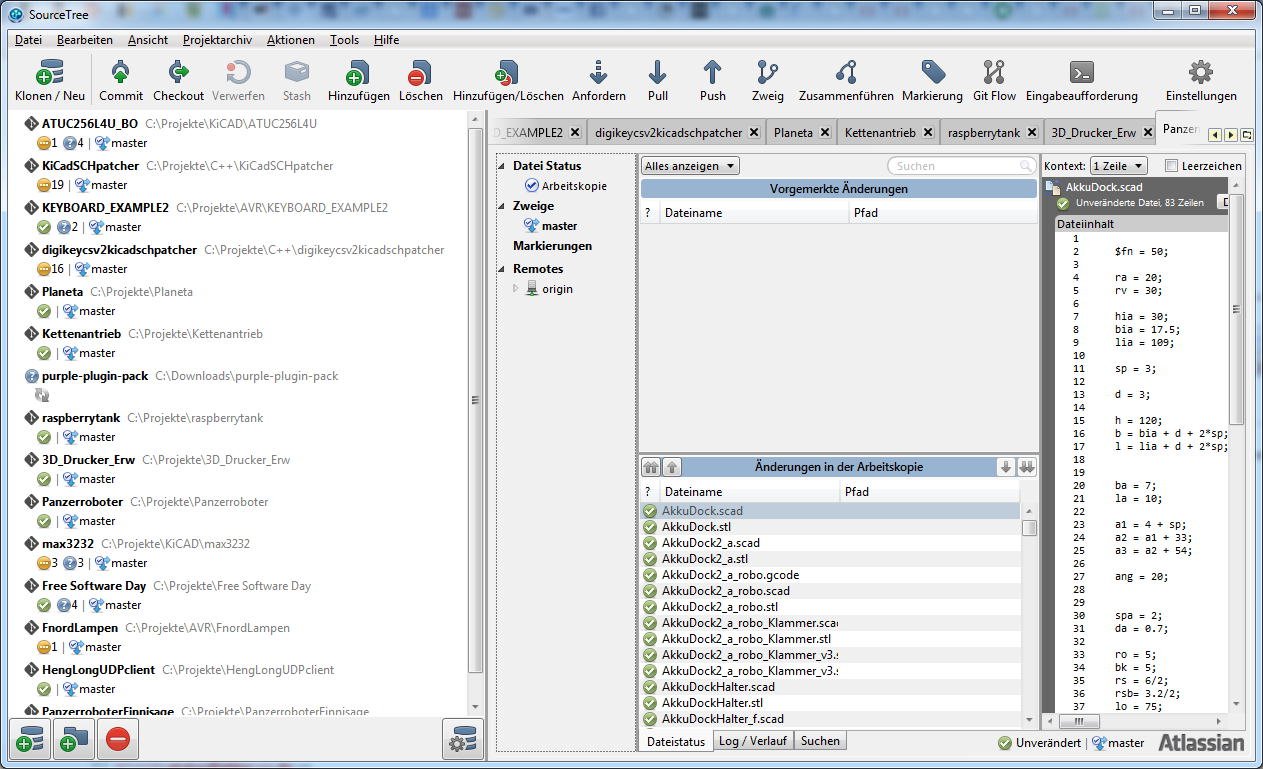 SourceTree
Datei Bearbeiten Ansicht Projektarchiv Aktionen Tools Hilfe
Klonen / Neu Commit Checkout Verwerfen Stash Hinzufügen Löschen Hinzufügen/Löschen Anfordern Pull Push Zweig Zusammenführen Markierung Git Flow Eingabeaufforderung Einstellungen
ATUC256L4U_BO C:\Projekte\KiCAD\ATUC256L4U
1 4 | master
KiCadSCHpatcher C:\Projekte\C++\KiCadSCHpatcher
19 | master
KEYBOARD_EXAMPLE2 C:\Projekte\AVR\KEYBOARD_EXAMPLE2
2 | master
digikeycsv2kicadschpatcher C:\Projekte\C++\digikeycsv2kicadschpatcher
16 | master
Planeta C:\Projekte\Planeta
| master
Kettenantrieb C:\Projekte\Kettenantrieb
| master
purple-plugin-pack C:\Downloads\purple-plugin-pack
raspberrytank C:\Projekte\raspberrytank
| master
3D_Drucker_Erw C:\Projekte\3D_Drucker_Erw
| master
Panzerroboter C:\Projekte\Panzerroboter
| master
max3232 C:\Projekte\KiCAD\max3232
3 3 | master
Free Software Day C:\Projekte\Free Software Day
4 | master
FnordLampen C:\Projekte\AVR\FnordLampen
1 | master
HengLongUDPclient C:\Projekte\HengLongUDPclient
| master
PanzerroboterFinnisage C:\Projekte\PanzerroboterFinnisage
D_EXAMPLE2 digikeycsv2kicadschpatcher Planeta Kettenantrieb raspberrytank 3D_Drucker_Erw Panzer
Datei Status
Arbeitskopie
Zweige
master
Markierungen
Remotes
origin
Alles anzeigen Suchen
Vorgemerkte Änderungen
? Dateiname Pfad
Änderungen in der Arbeitskopie
? Dateiname Pfad
AkkuDock.scad
AkkuDock.stl
AkkuDock2_a.scad
AkkuDock2_a.stl
AkkuDock2_a_robo.gcode
AkkuDock2_a_robo.scad
AkkuDock2_a_robo.stl
AkkuDock2_a_robo_Klammer.scad
AkkuDock2_a_robo_Klammer.stl
AkkuDock2_a_robo_Klammer_v3.s
AkkuDock2_a_robo_Klammer_v3.s
AkkuDockHalter.scad
AkkuDockHalter.stl
AkkuDockHalter_f.scad
Dateistatus Log / Verlauf Suchen
Kontext: 1 Zeile Leerzeichen
AkkuDock.scad
Unveränderte Datei, 83 Zeilen
Dateiinhalt
1
2 $fn = 50;
3
4 ra = 20;
5 rv = 30;
6
7 hia = 30;
8 bia = 17.5;
9 lia = 109;
10
11 sp = 3;
12
13 d = 3;
14
15 h = 120;
16 b = bia + d + 2*sp;
17 l = lia + d + 2*sp;
18
19
20 ba = 7;
21 la = 10;
22
23 a1 = 4 + sp;
24 a2 = a1 + 33;
25 a3 = a2 + 54;
26
27 ang = 20;
28
29
30 spa = 2;
31 da = 0.7;
32
33 ro = 5;
34 bk = 5;
35 rs = 6/2;
36 rsb= 3.2/2;
37 lo = 75;
Unverändert | master Atlassian